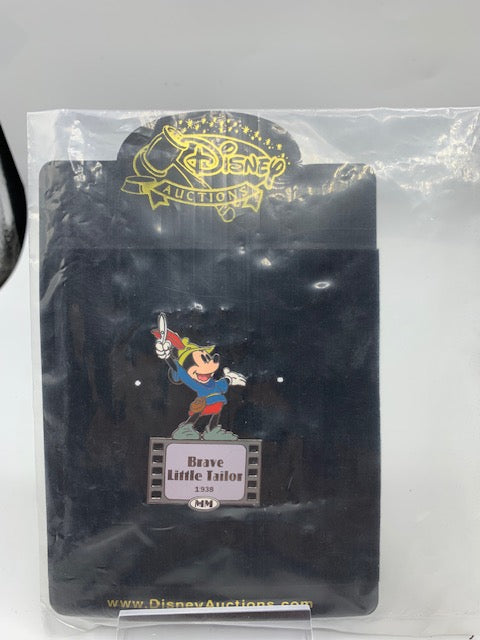 Disney
AUCTIONS
Brave
Little Tailor
1938
MM
www.DisneyAuctions.com